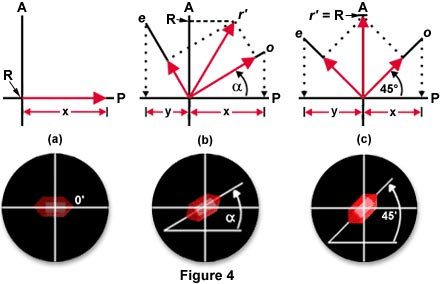 A
R
P
x
(a)
e
A
R
r'
o
α
P
y
x
(b)
r' = R
A
e
o
45°
P
y
x
(c)
0'
α
45'
Figure 4